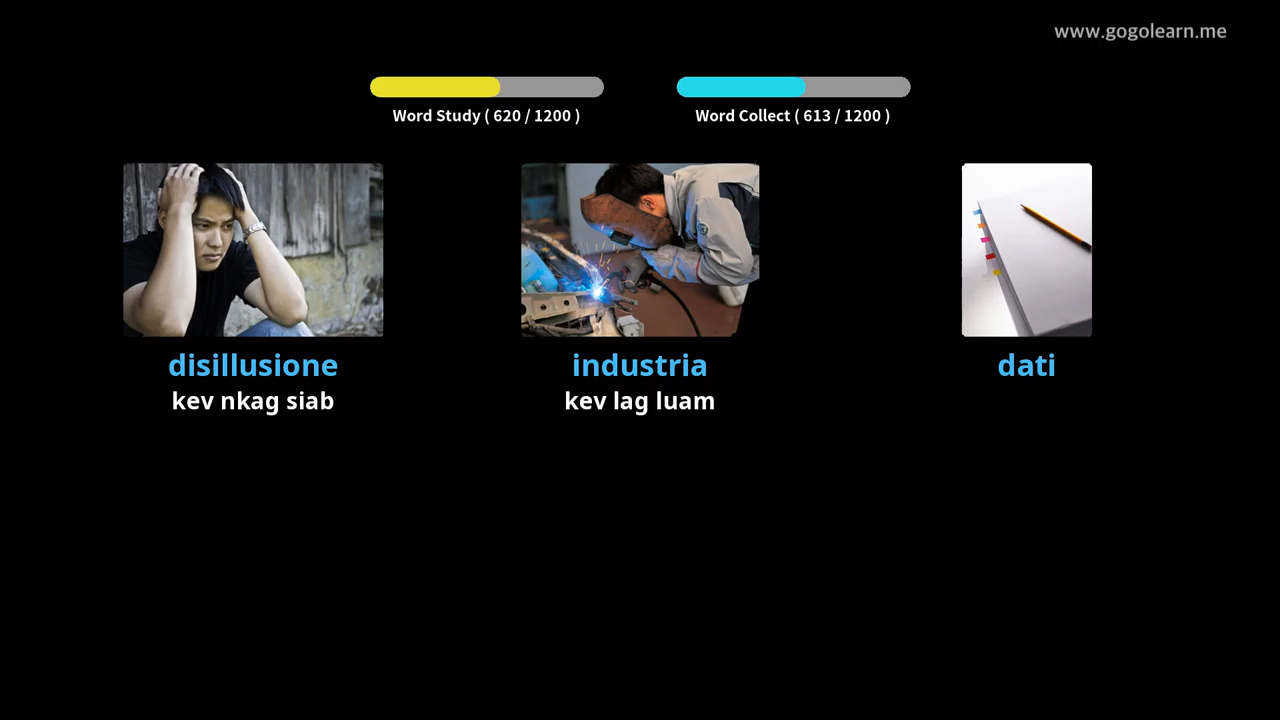 www.gogolearn.me
Word Study ( 620 / 1200 )
Word Collect ( 613 / 1200 )
disillusione
kev nkag siab
industria
kev lag luam
dati